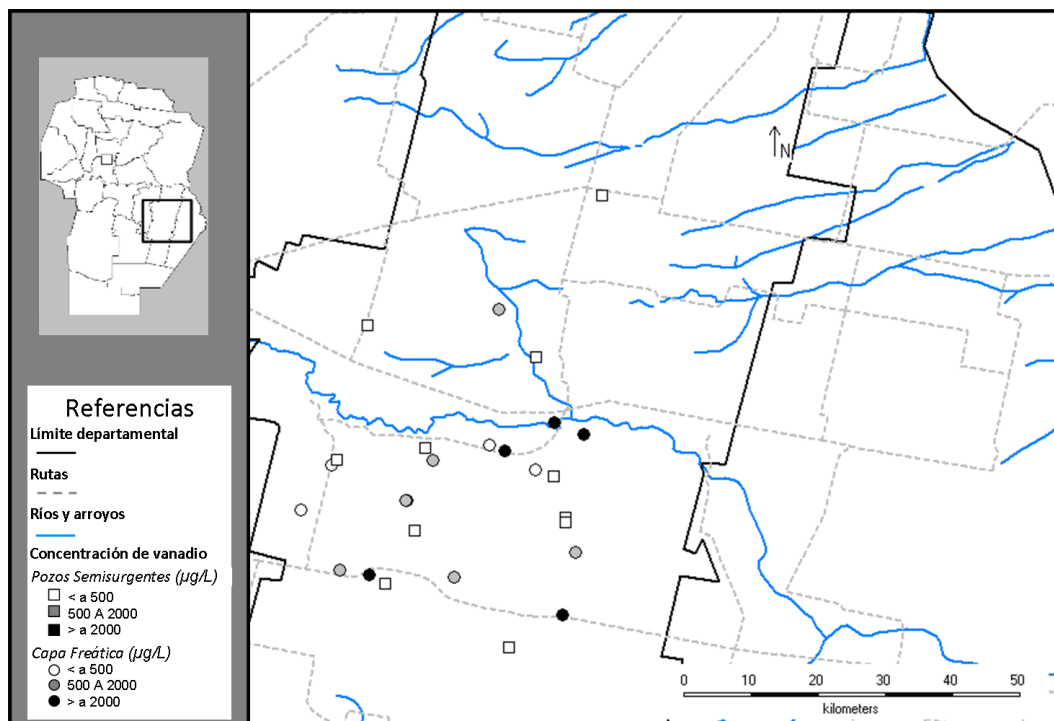 N
Referencias
Límite departamental
Rutas
Ríos y arroyos
Concentración de vanadio
Pozos Semisurgentes (µg/L)
< a 500
500 A 2000
> a 2000
Capa Freática (µg/L)
< a 500
500 A 2000
> a 2000
0 10 20 30 40 50
kilometers